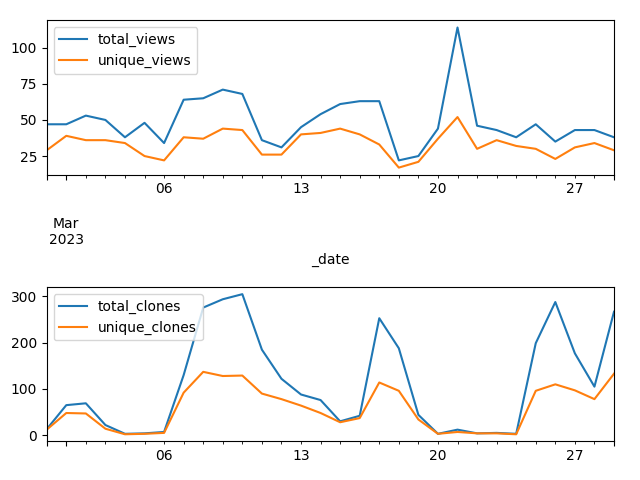 total_views
unique_views
100
75
50
25
06 13 20 27
Mar
2023
_date
total_clones
unique_clones
300
200
100
0
06 13 20 27